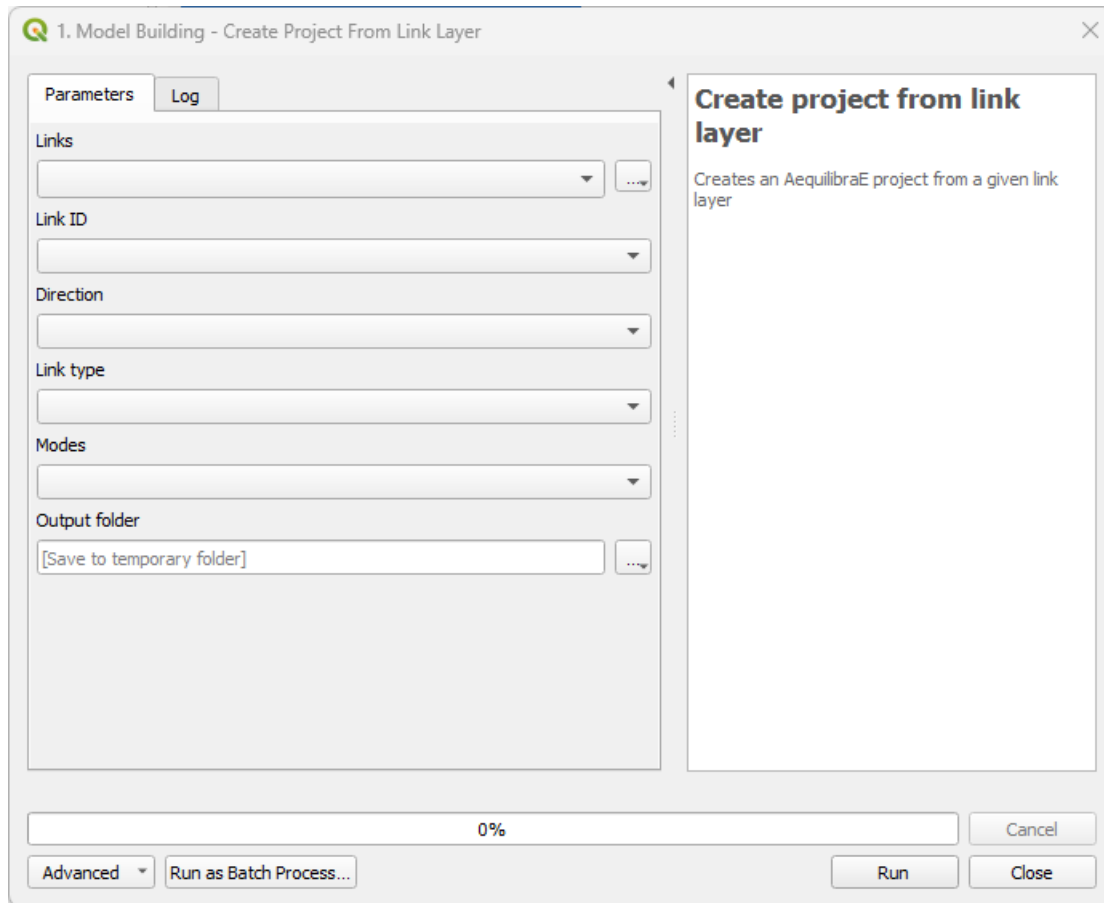 1. Model Building - Create Project From Link Layer
Parameters
Log
Links
...
Link ID
Direction
Link type
Modes
Output folder
[Save to temporary folder]
...
Create project from link
layer
Creates an AequilibraE project from a given link
layer
0%
Cancel
Advanced
Run as Batch Process...
Run
Close